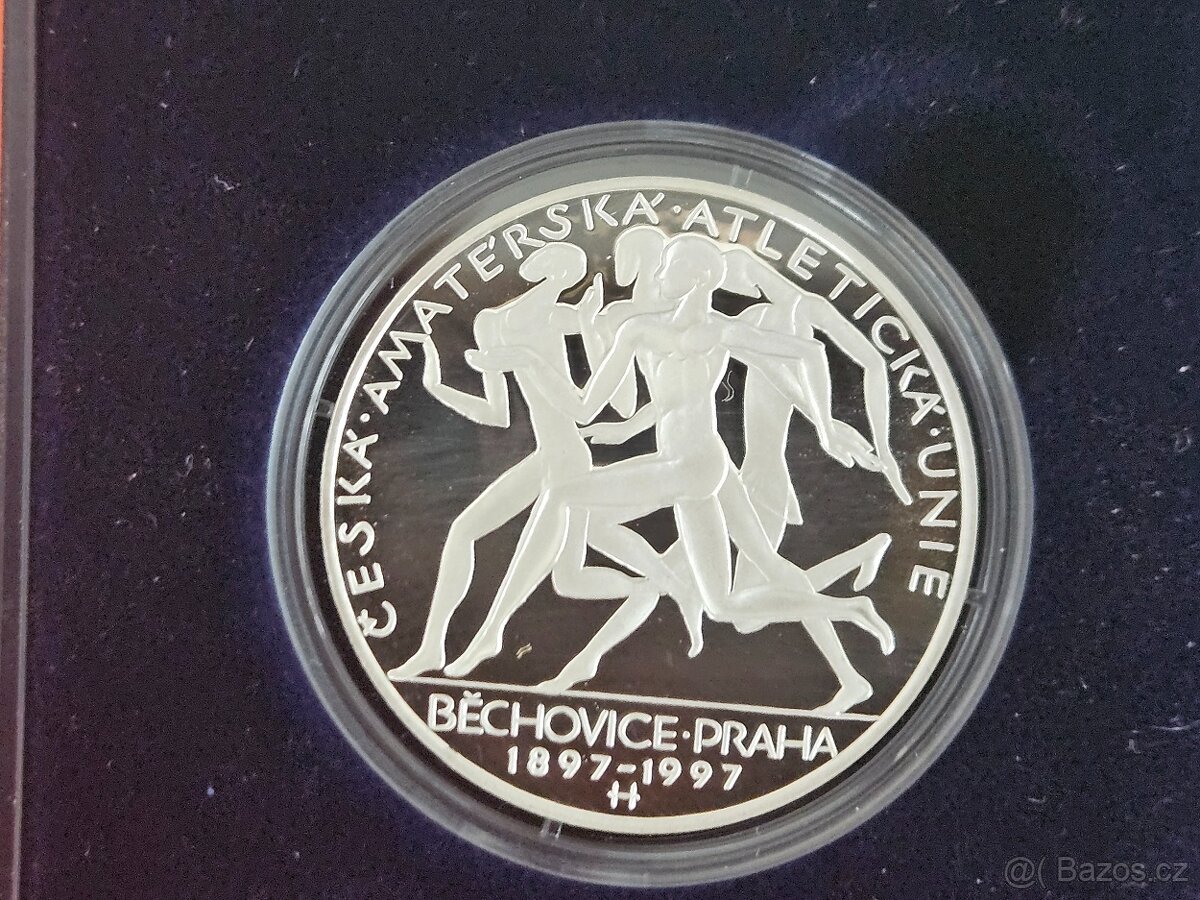 ČESKÁ·AMATÉRSKÁ·ATLETICKÁ·UNIE
BĚCHOVICE·PRAHA
1897-1997
H
@( Bazos.cz